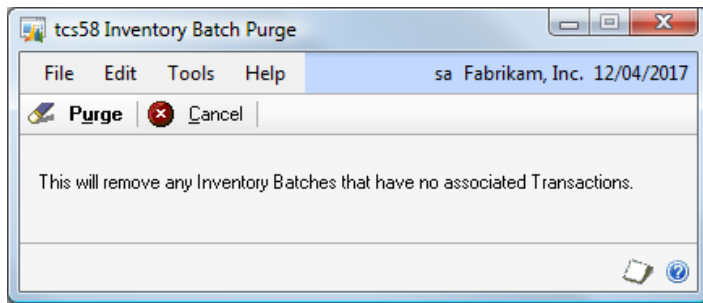 tcs58 Inventory Batch Purge
File Edit Tools Help sa Fabrikam, Inc. 12/04/2017
Purge Cancel
This will remove any Inventory Batches that have no associated Transactions.